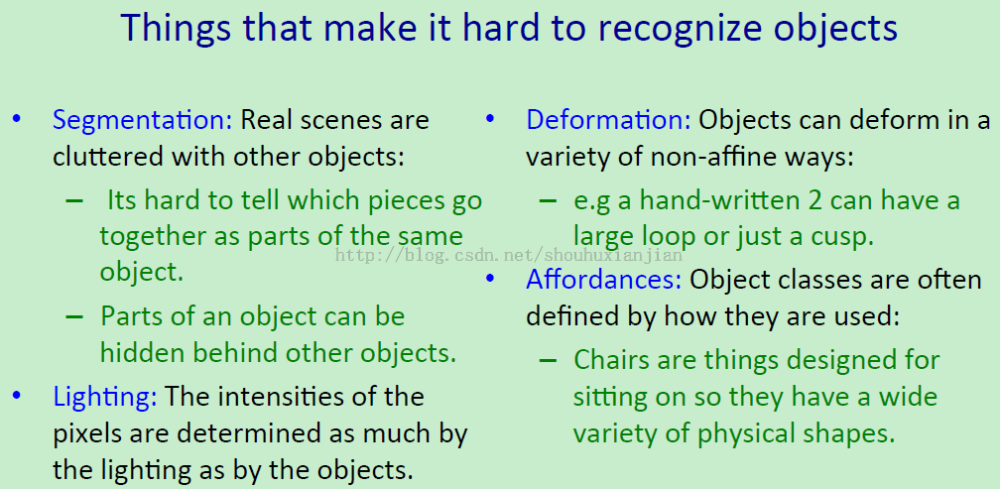 Things that make it hard to recognize objects
• Segmentation: Real scenes are
cluttered with other objects:
– Its hard to tell which pieces go
together as parts of the same
object.
– Parts of an object can be
hidden behind other objects.
• Lighting: The intensities of the
pixels are determined as much by
the lighting as by the objects.
• Deformation: Objects can deform in a
variety of non-affine ways:
– e.g a hand-written 2 can have a
large loop or just a cusp.
• Affordances: Object classes are often
defined by how they are used:
– Chairs are things designed for
sitting on so they have a wide
variety of physical shapes.
http://blog.csdn.net/shouhuxianjian